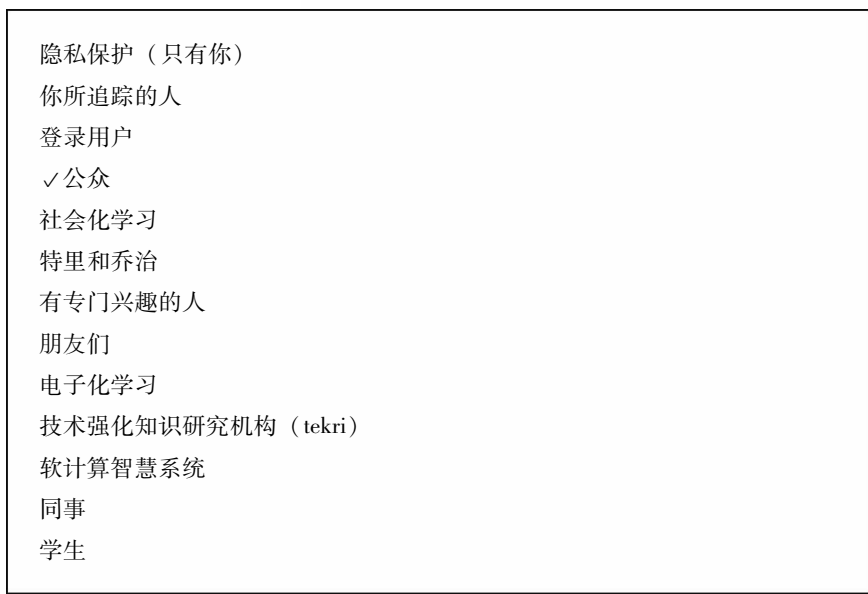 隐私保护（只有你）
你所追踪的人
登录用户
✓公众
社会化学习
特里和乔治
有专门兴趣的人
朋友们
电子化学习
技术强化知识研究机构（tekri）
软计算智慧系统
同事
学生